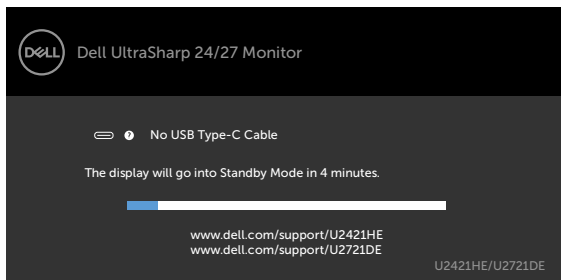 DELL
Dell UltraSharp 24/27 Monitor
? No USB Type-C Cable
The display will go into Standby Mode in 4 minutes.
www.dell.com/support/U2421HE
www.dell.com/support/U2721DE
U2421HE/U2721DE